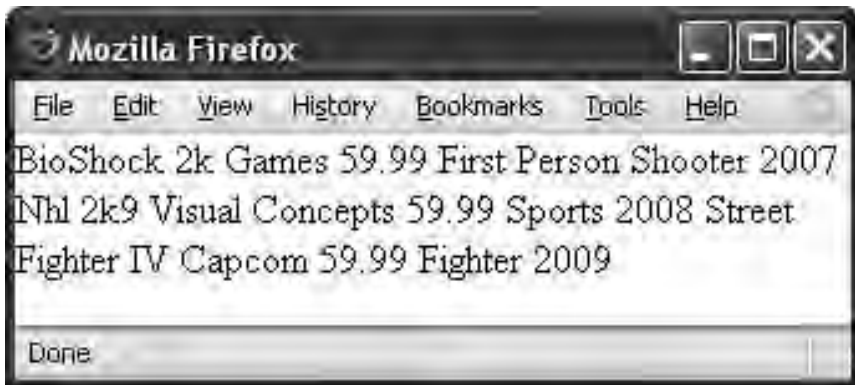 Mozilla Firefox
File Edit View History Bookmarks Tools Help
BioShock 2k Games 59.99 First Person Shooter 2007
Nhl 2k9 Visual Concepts 59.99 Sports 2008 Street
Fighter IV Capcom 59.99 Fighter 2009
Done